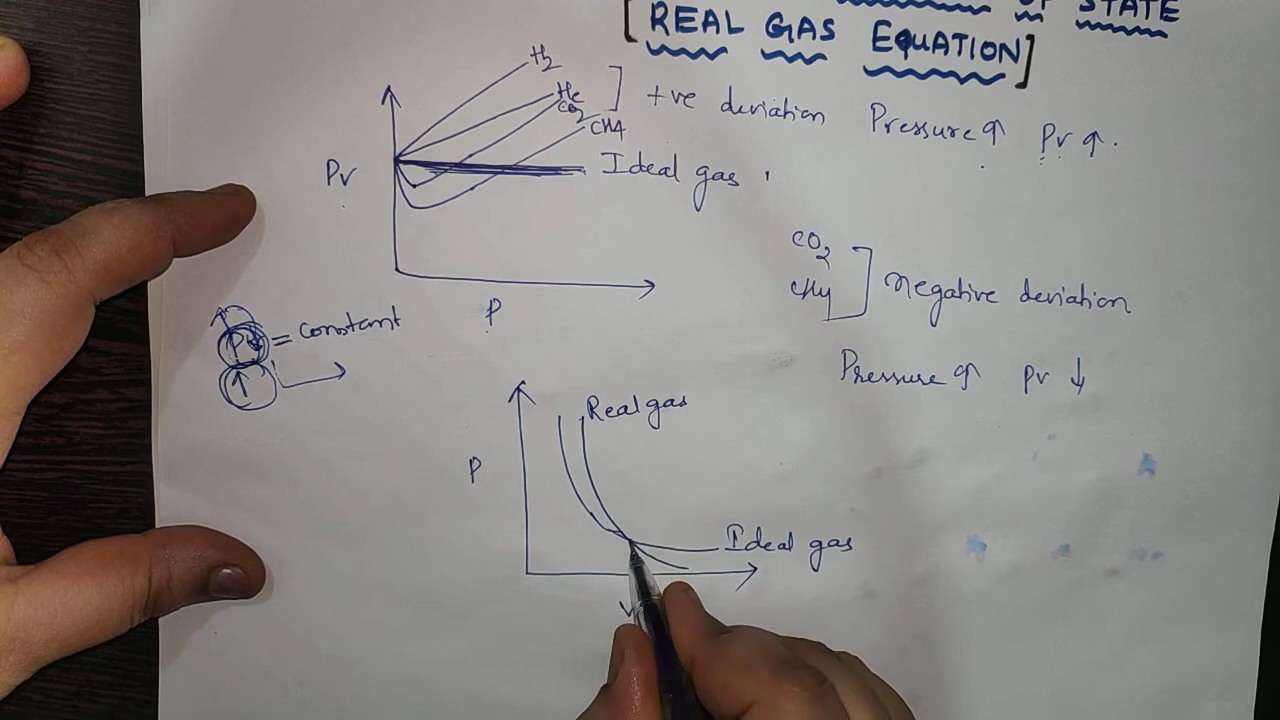 OF STATE
[REAL GAS EQUATION]
H2
He
CO2
CH4
] +ve deviation Pressure ↑ Pv ↑.
Pv
Ideal gas
P
CO2
CH4
] negative deviation
= constant
↑
Pressure ↑ Pv ↓
Real gas
P
Ideal gas
V